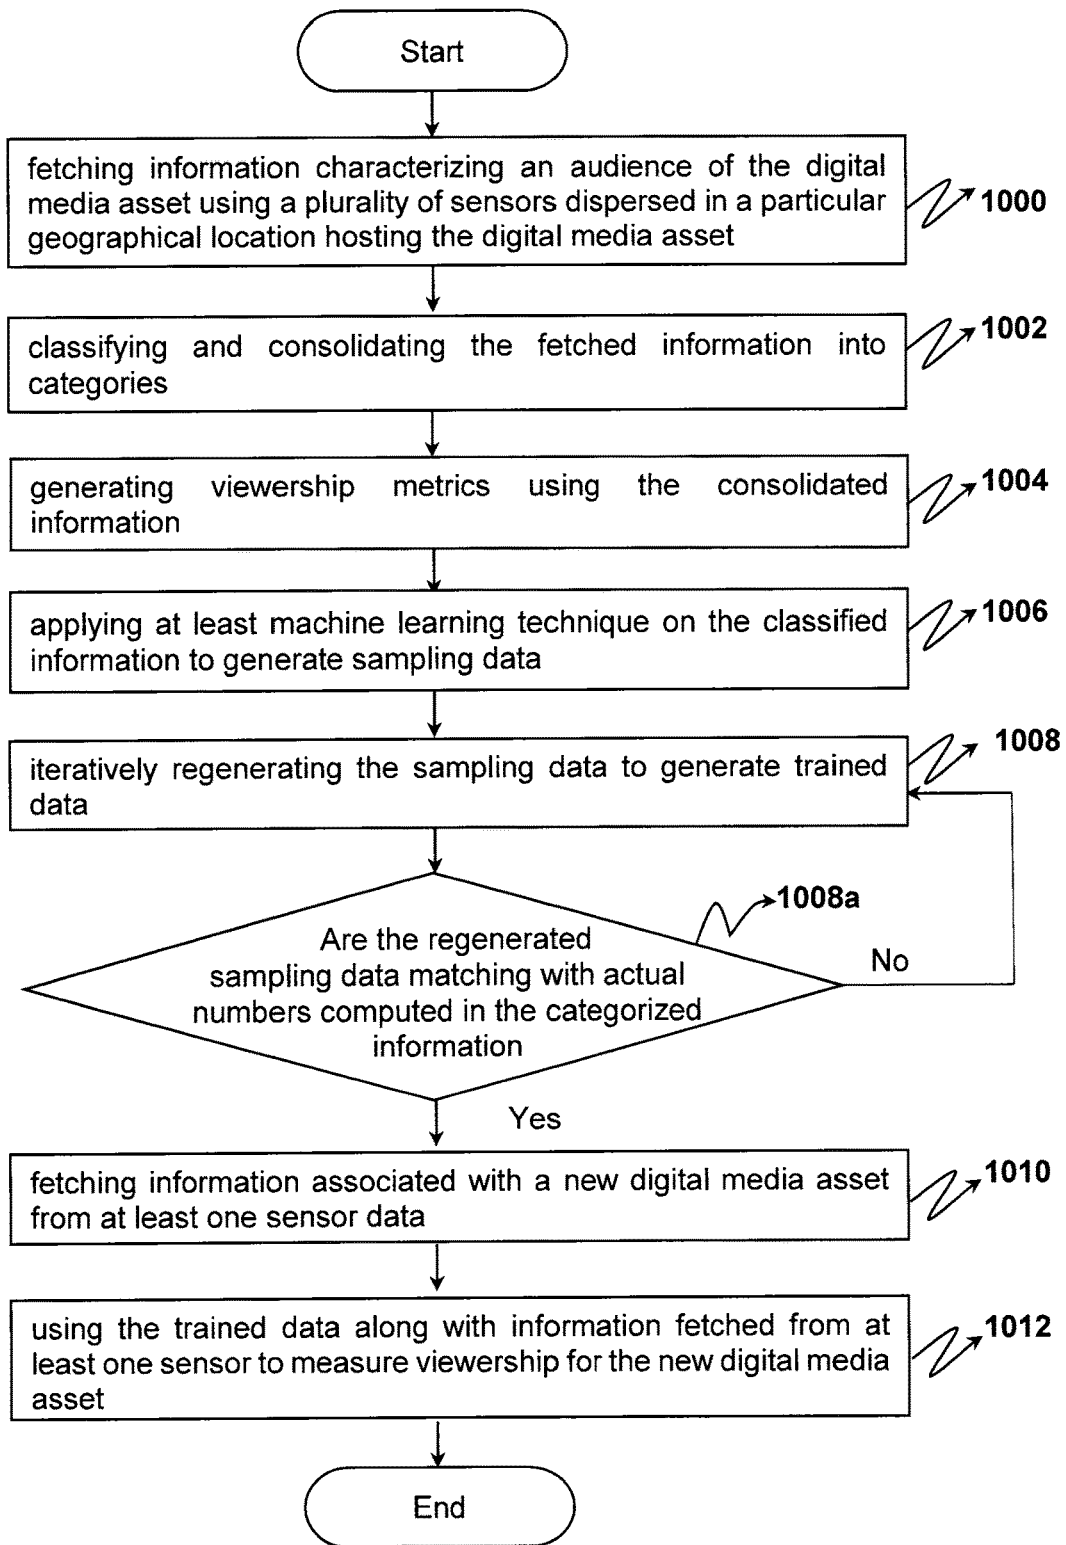 Start
fetching information characterizing an audience of the digital
media asset using a plurality of sensors dispersed in a particular
geographical location hosting the digital media asset
1000
classifying and consolidating the fetched information into
categories
1002
generating viewership metrics using the consolidated
information
1004
applying at least machine learning technique on the classified
information to generate sampling data
1006
iteratively regenerating the sampling data to generate trained
data
1008
Are the regenerated
sampling data matching with actual
numbers computed in the categorized
information
1008a
No
Yes
fetching information associated with a new digital media asset
from at least one sensor data
1010
using the trained data along with information fetched from at
least one sensor to measure viewership for the new digital media
asset
1012
End